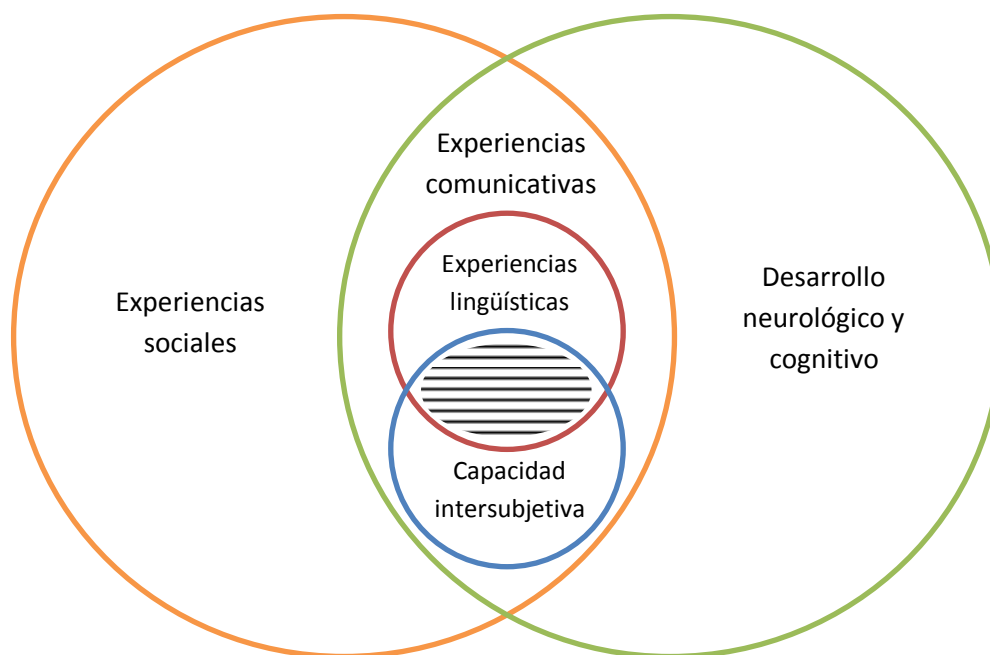 Experiencias
comunicativas
Experiencias
lingüísticas
Experiencias
sociales
Desarrollo
neurológico y
cognitivo
Capacidad
intersubjetiva